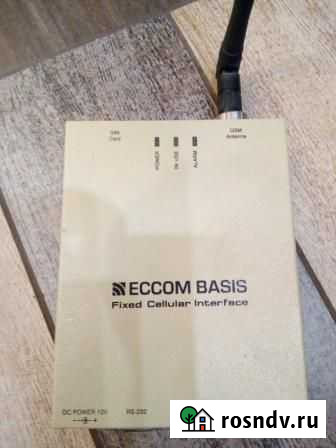 SIM
Card
GSM
Antenna
POWER
IN USE
ALARM
ECCOM BASIS
Fixed Cellular Interface
DC POWER 12V
RS-232
rosndv.ru